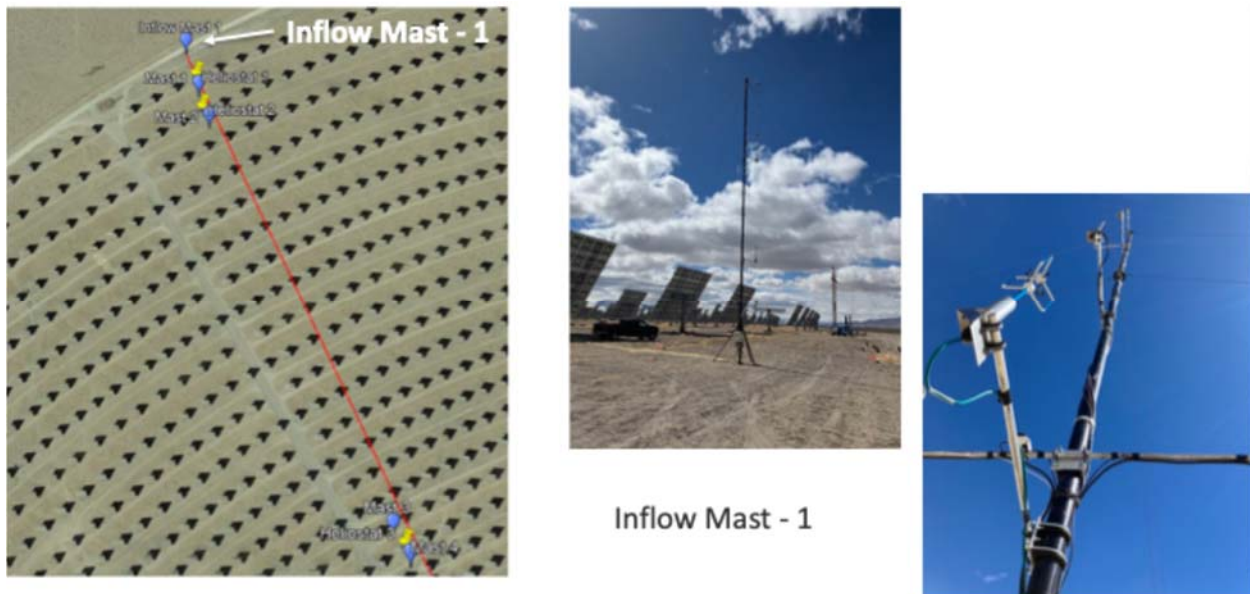 Inflow Mast 1
Inflow Mast - 1
Mast 1 Heliostat 1
Mast 2 Heliostat 2
Mast 3
Heliostat 3
Mast 4
Inflow Mast - 1